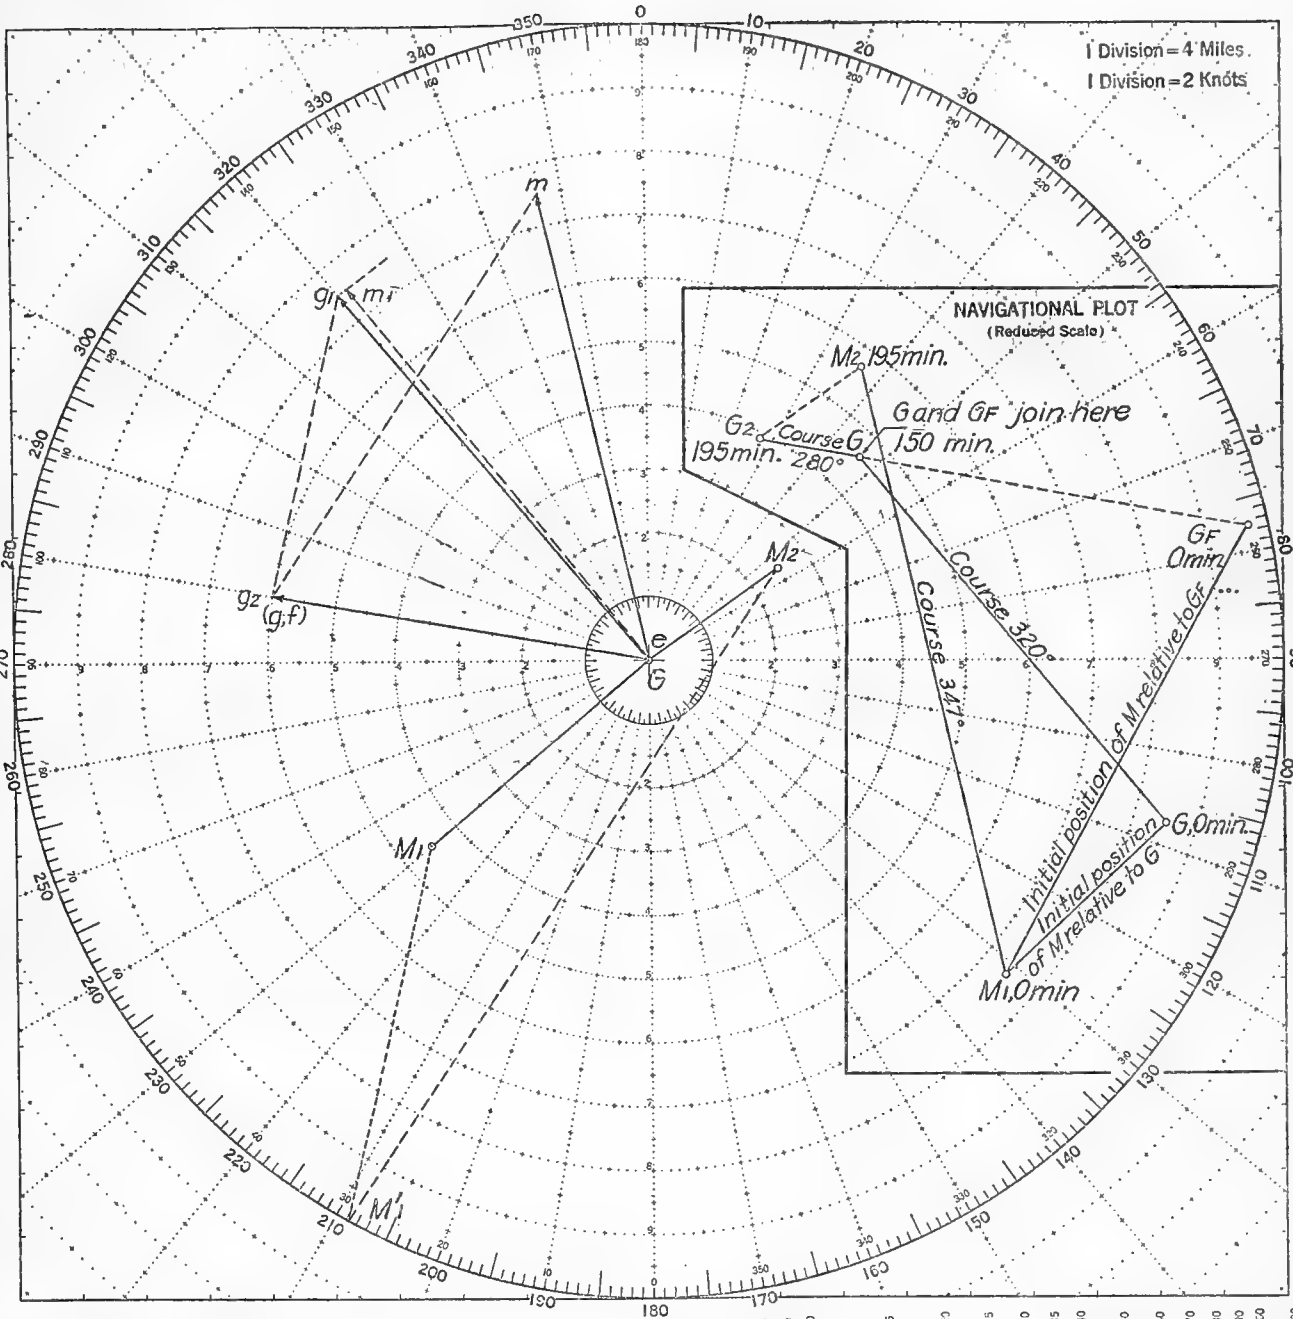 0
350
10
340
20
330
30
320
40
310
50
300
60
290
70
280
80
270
260
100
250
110
240
120
230
130
220
140
210
150
200
160
190
180
170
1 Division = 4 Miles.
1 Division = 2 Knots
m
g1
m1
NAVIGATIONAL PLOT
(Reduced Scale)
M2 195min.
G and GF join here
150 min.
G2
Course G1
195min.
280°
GF
0min.
M2
g2
(g,f)
e
G
Course 320°
Course 347°
Initial position of M relative to GF
M1
G,0min.
Initial position
of M relative to G
M1,0min
M'1